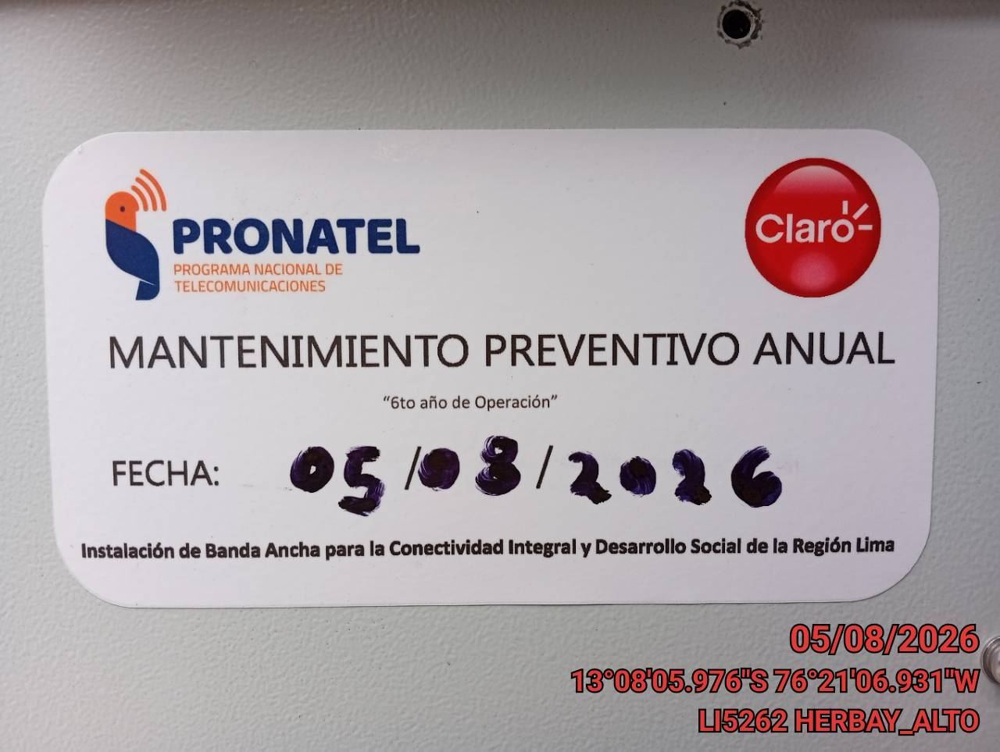 PRONATEL
PROGRAMA NACIONAL DE
TELECOMUNICACIONES
Claro
MANTENIMIENTO PREVENTIVO ANUAL
“6to año de Operación”
FECHA: 05/08/2026
Instalación de Banda Ancha para la Conectividad Integral y Desarrollo Social de la Región Lima
05/08/2026
13°08'05.976"S 76°21'06.931"W
LI5262 HERBAY_ALTO